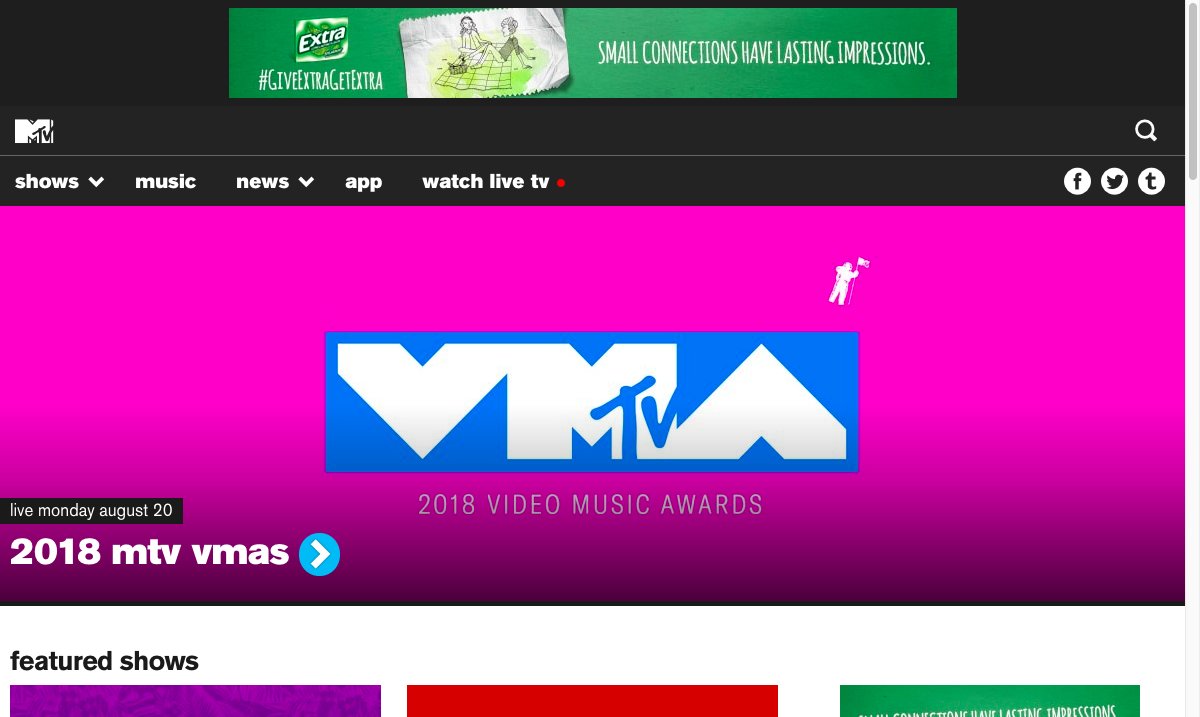 Extra
#GIVEEXTRAGETEXTRA
SMALL CONNECTIONS HAVE LASTING IMPRESSIONS.
MTV
shows
music
news
app
watch live tv
f
t
VMA
MTV
2018 VIDEO MUSIC AWARDS
live monday august 20
2018 mtv vmas
featured shows
SMALL CONNECTIONS HAVE LASTING IMPRESSIONS